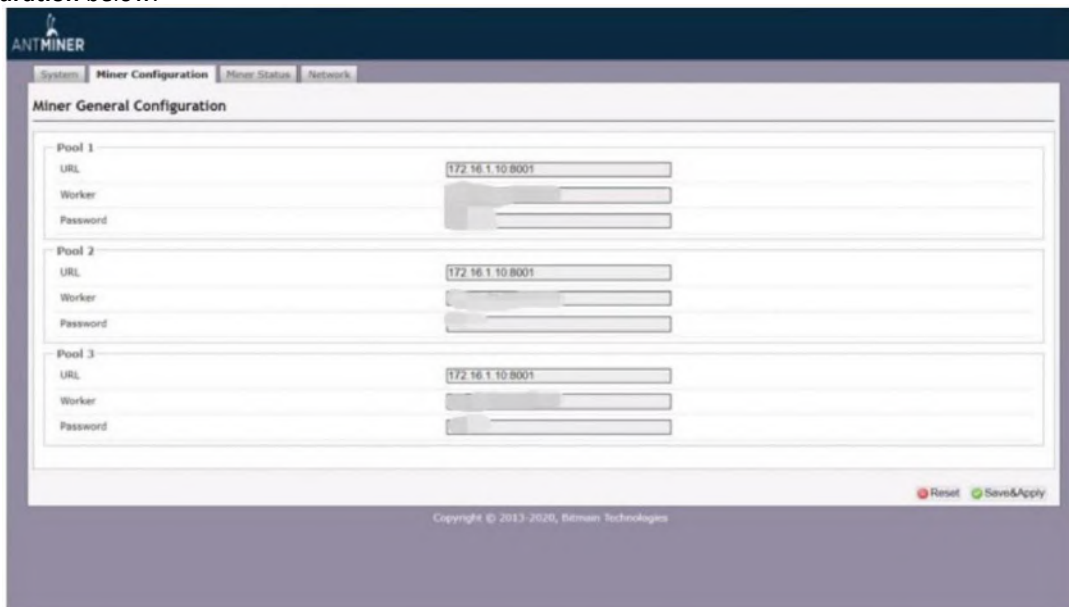 ANTMINER
System Miner Configuration Miner Status Network
Miner General Configuration
Pool 1
URL 172.16.1.10:8001
Worker
Password
Pool 2
URL 172.16.1.10:8001
Worker
Password
Pool 3
URL 172.16.1.10:8001
Worker
Password
Reset Save&Apply
Copyright © 2013-2020, Bitmain Technologies